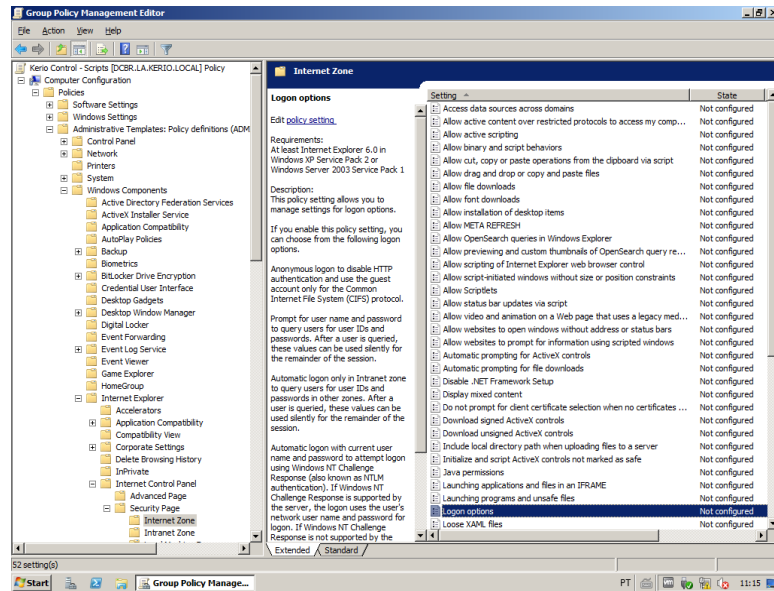 Group Policy Management Editor
File Action View Help
Kerio Control - Scripts [DCBR.LA.KERIO.LOCAL] Policy
Computer Configuration
Policies
Software Settings
Windows Settings
Administrative Templates: Policy definitions (ADM
Control Panel
Network
Printers
System
Windows Components
Active Directory Federation Services
ActiveX Installer Service
Application Compatibility
AutoPlay Policies
Backup
Biometrics
BitLocker Drive Encryption
Credential User Interface
Desktop Gadgets
Desktop Window Manager
Digital Locker
Event Forwarding
Event Log Service
Event Viewer
Game Explorer
HomeGroup
Internet Explorer
Accelerators
Application Compatibility
Compatibility View
Corporate Settings
Delete Browsing History
InPrivate
Internet Control Panel
Advanced Page
Security Page
Internet Zone
Intranet Zone
Internet Zone
Logon options
Edit policy setting
Requirements:
At least Internet Explorer 6.0 in
Windows XP Service Pack 2 or
Windows Server 2003 Service Pack 1
Description:
This policy setting allows you to
manage settings for logon options.
If you enable this policy setting, you
can choose from the following logon
options.
Anonymous logon to disable HTTP
authentication and use the guest
account only for the Common
Internet File System (CIFS) protocol.
Prompt for user name and password
to query users for user IDs and
passwords. After a user is queried,
these values can be used silently for
the remainder of the session.
Automatic logon only in Intranet zone
to query users for user IDs and
passwords in other zones. After a
user is queried, these values can be
used silently for the remainder of the
session.
Automatic logon with current user
name and password to attempt logon
using Windows NT Challenge
Response (also known as NTLM
authentication). If Windows NT
Challenge Response is supported by
the server, the logon uses the user's
network user name and password for
logon. If Windows NT Challenge
Response is not supported by the
Setting State
Access data sources across domains Not configured
Allow active content over restricted protocols to access my comp... Not configured
Allow active scripting Not configured
Allow binary and script behaviors Not configured
Allow cut, copy or paste operations from the clipboard via script Not configured
Allow drag and drop or copy and paste files Not configured
Allow file downloads Not configured
Allow font downloads Not configured
Allow installation of desktop items Not configured
Allow META REFRESH Not configured
Allow OpenSearch queries in Windows Explorer Not configured
Allow previewing and custom thumbnails of OpenSearch query re... Not configured
Allow scripting of Internet Explorer web browser control Not configured
Allow script-initiated windows without size or position constraints Not configured
Allow Scriptlets Not configured
Allow status bar updates via script Not configured
Allow video and animation on a Web page that uses a legacy med... Not configured
Allow websites to open windows without address or status bars Not configured
Allow websites to prompt for information using scripted windows Not configured
Automatic prompting for ActiveX controls Not configured
Automatic prompting for file downloads Not configured
Disable .NET Framework Setup Not configured
Display mixed content Not configured
Do not prompt for client certificate selection when no certificates ... Not configured
Download signed ActiveX controls Not configured
Download unsigned ActiveX controls Not configured
Include local directory path when uploading files to a server Not configured
Initialize and script ActiveX controls not marked as safe Not configured
Java permissions Not configured
Launching applications and files in an IFRAME Not configured
Launching programs and unsafe files Not configured
Logon options Not configured
Loose XAML files Not configured
Extended Standard
52 setting(s)
Start Group Policy Manage... PT 11:15